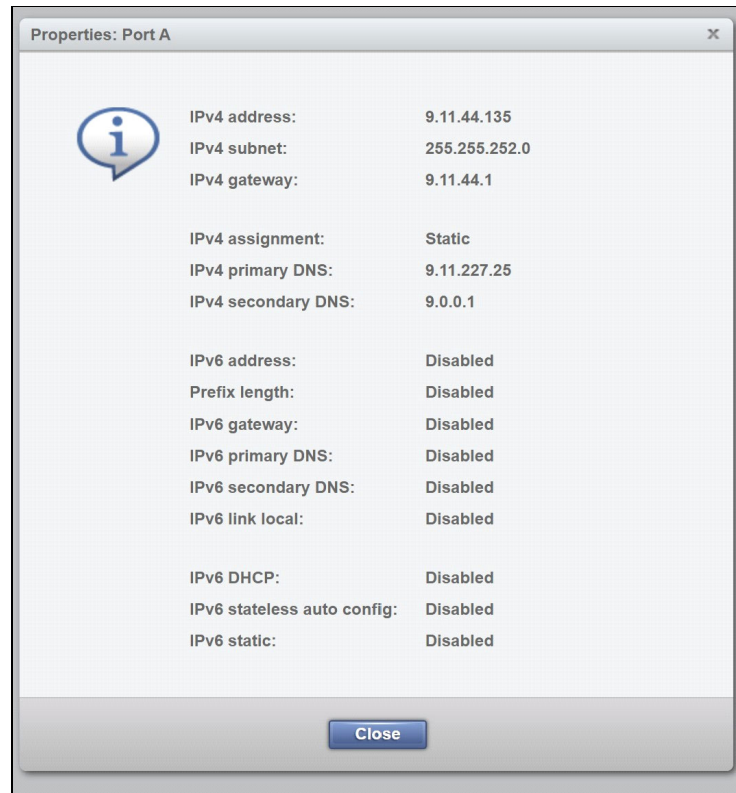 Properties: Port A x
i
IPv4 address: 9.11.44.135
IPv4 subnet: 255.255.252.0
IPv4 gateway: 9.11.44.1
IPv4 assignment: Static
IPv4 primary DNS: 9.11.227.25
IPv4 secondary DNS: 9.0.0.1
IPv6 address: Disabled
Prefix length: Disabled
IPv6 gateway: Disabled
IPv6 primary DNS: Disabled
IPv6 secondary DNS: Disabled
IPv6 link local: Disabled
IPv6 DHCP: Disabled
IPv6 stateless auto config: Disabled
IPv6 static: Disabled
Close